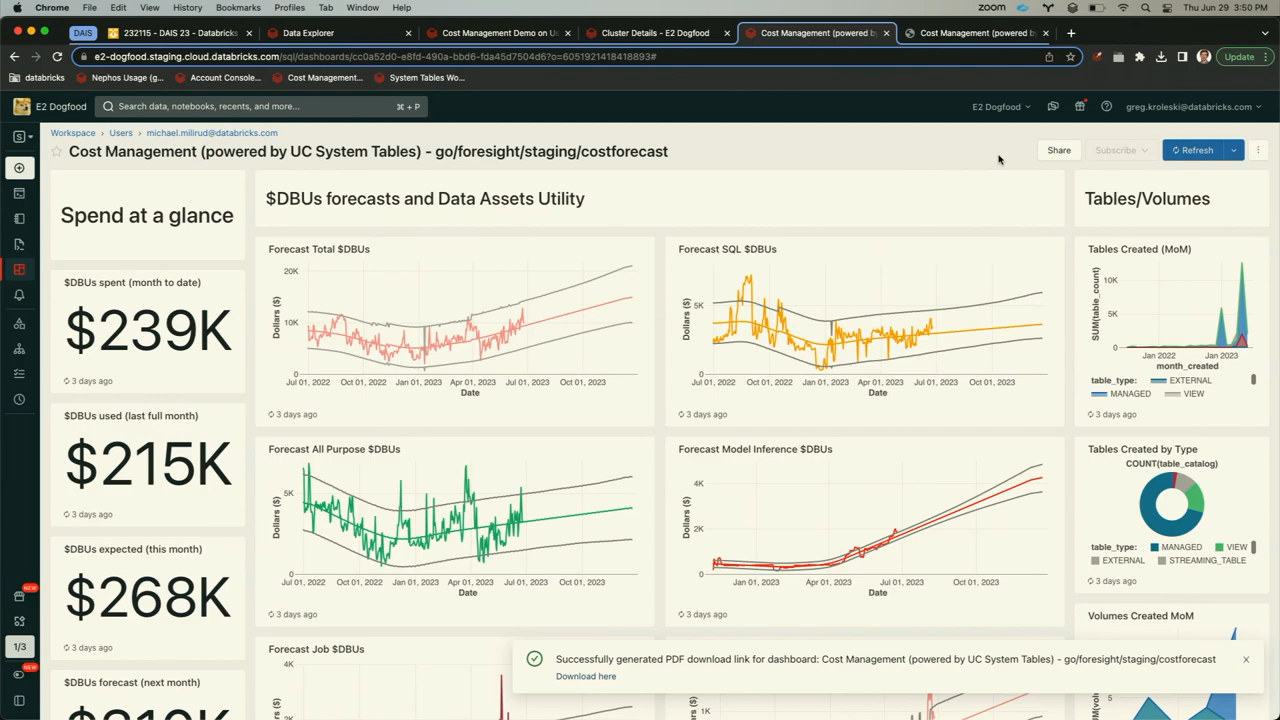 Chrome File Edit View History Bookmarks Profiles Tab Window Help
zoom Thu Jun 29 3:50 PM
DAIS 232115 - DAIS 23 - Databricks × Data Explorer × Cost Management Demo on Us × Cluster Details - E2 Dogfood × Cost Management (powered by × Cost Management (powered by ×
e2-dogfood.staging.cloud.databricks.com/sql/dashboards/cc0a52d0-e8fd-490a-bbd6-fda45d7504d6?o=6051921418418893#
Update
databricks Nephos Usage (g... Account Console... Cost Management... System Tables Wo...
E2 Dogfood Search data, notebooks, recents, and more... ⌘ + P
E2 Dogfood greg.kroleski@databricks.com
Workspace > Users > michael.milirud@databricks.com
Cost Management (powered by UC System Tables) - go/foresight/staging/costforecast
Share Subscribe Refresh
S
NEW
1/3
NEW
Spend at a glance
$DBUs spent (month to date)
$239K
3 days ago
$DBUs used (last full month)
$215K
3 days ago
$DBUs expected (this month)
$268K
3 days ago
$DBUs forecast (next month)
$DBUs forecasts and Data Assets Utility
Forecast Total $DBUs
20K
10K
0
Dollars ($)
Jul 01, 2022 Oct 01, 2022 Jan 01, 2023 Apr 01, 2023 Jul 01, 2023 Oct 01, 2023
Date
3 days ago
Forecast SQL $DBUs
5K
0
Dollars ($)
Jul 01, 2022 Oct 01, 2022 Jan 01, 2023 Apr 01, 2023 Jul 01, 2023 Oct 01, 2023
Date
3 days ago
Forecast All Purpose $DBUs
5K
0
Dollars ($)
Jul 01, 2022 Oct 01, 2022 Jan 01, 2023 Apr 01, 2023 Jul 01, 2023 Oct 01, 2023
Date
3 days ago
Forecast Model Inference $DBUs
4K
2K
0
Dollars ($)
Jan 01, 2023 Apr 01, 2023 Jul 01, 2023 Oct 01, 2023
Date
3 days ago
Forecast Job $DBUs
4K
1K
Tables/Volumes
Tables Created (MoM)
10K
5K
0
SUM(table_count)
Jan 2022 Jan 2023
month_created
table_type: EXTERNAL
MANAGED VIEW
3 days ago
Tables Created by Type
COUNT(table_catalog)
table_type: MANAGED VIEW
EXTERNAL STREAMING_TABLE
3 days ago
Volumes Created MoM
5
Successfully generated PDF download link for dashboard: Cost Management (powered by UC System Tables) - go/foresight/staging/costforecast
Download here